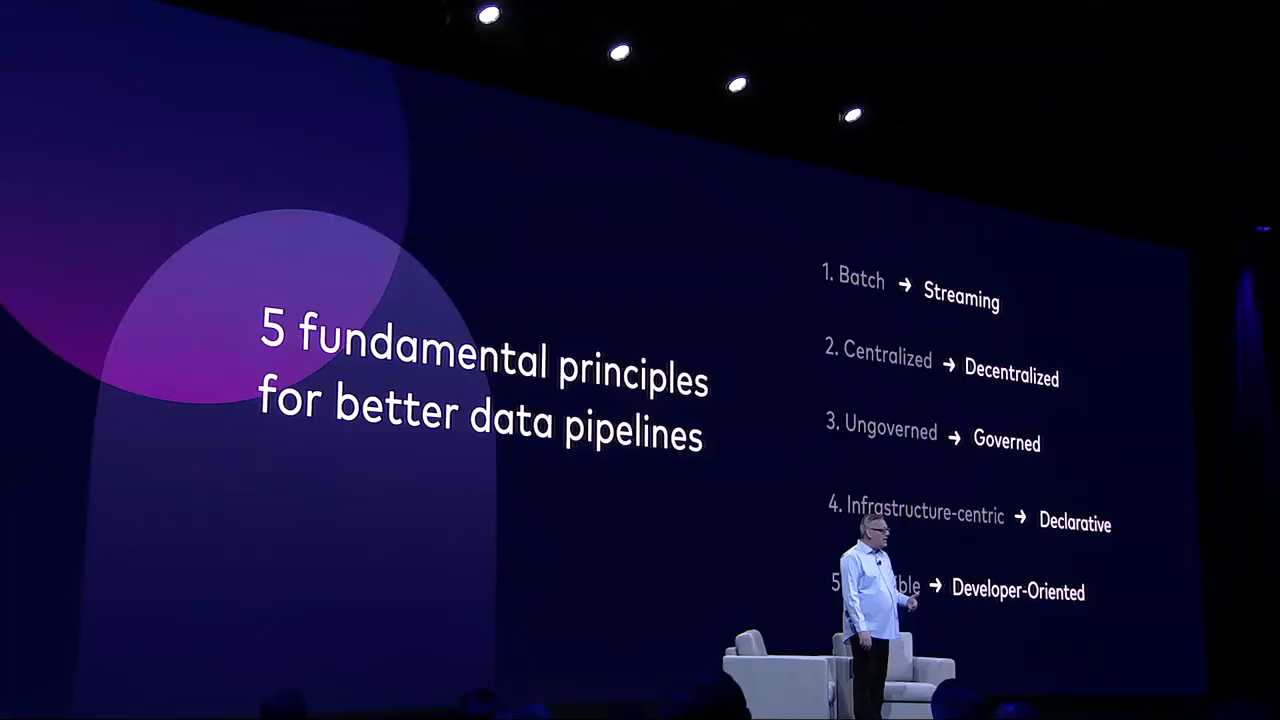 5 fundamental principles
for better data pipelines
1. Batch → Streaming
2. Centralized → Decentralized
3. Ungoverned → Governed
4. Infrastructure-centric → Declarative
5 → Developer-Oriented